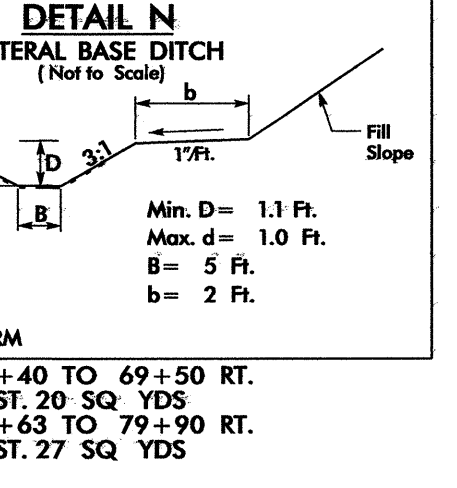 DETAIL N
TERAL BASE DITCH
( Not to Scale)
b
D
3:1
1"/Ft.
Fill
Slope
B
Min. D= 1.1 Ft.
Max. d= 1.0 Ft.
B= 5 Ft.
b= 2 Ft.
RM
+40 TO 69+50 RT.
ST. 20 SQ YDS
+63 TO 79+90 RT.
ST. 27 SQ YDS